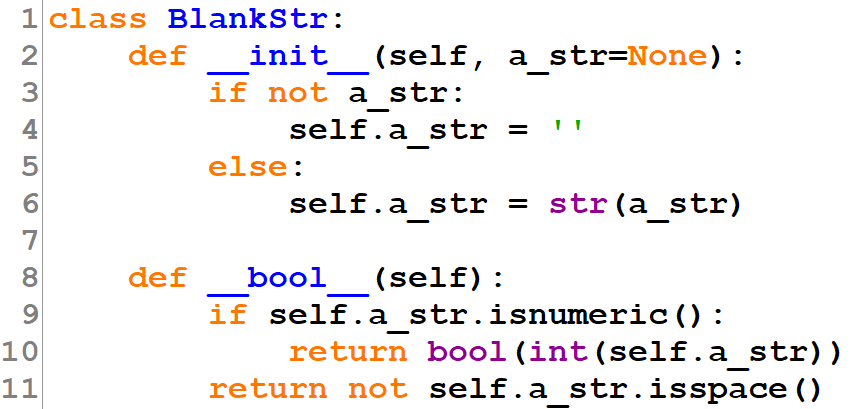 1 class BlankStr:
2     def __init__(self, a_str=None):
3         if not a_str:
4             self.a_str = ''
5         else:
6             self.a_str = str(a_str)
7
8     def __bool__(self):
9         if self.a_str.isnumeric():
10             return bool(int(self.a_str))
11         return not self.a_str.isspace()